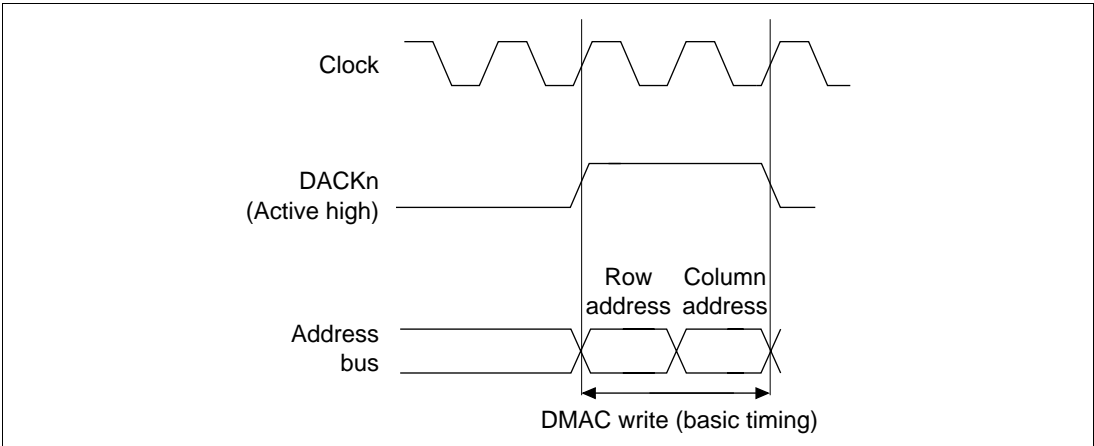 Clock
DACKn
(Active high)
Row
address
Column
address
Address
bus
DMAC write (basic timing)